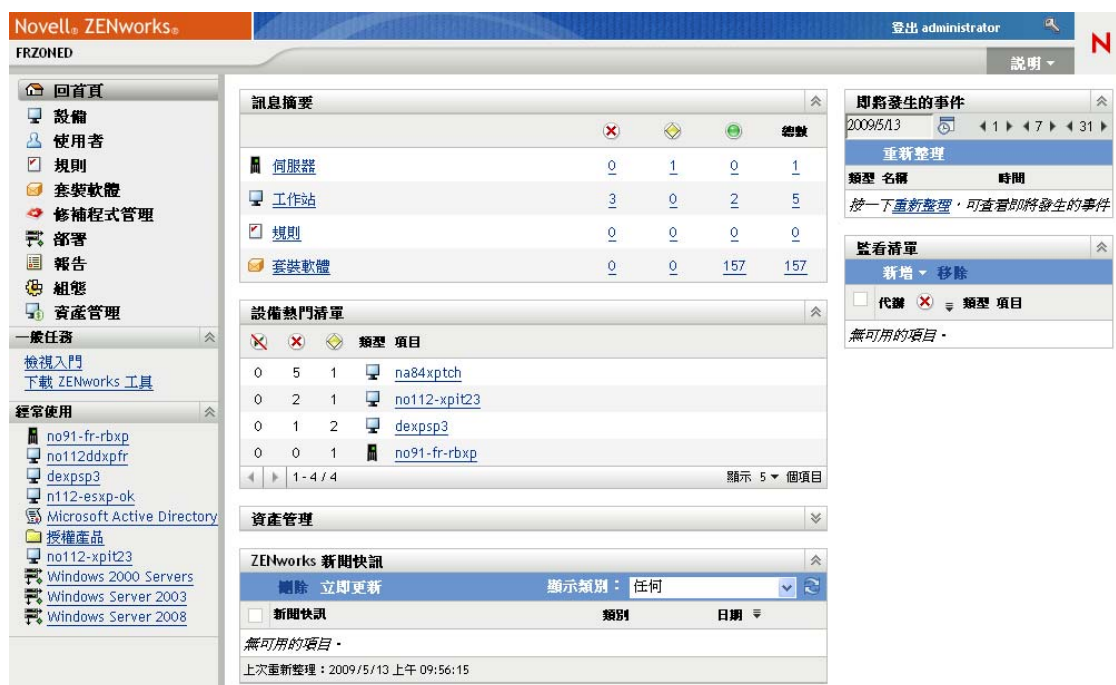 Novell® ZENworks®
登出 administrator
FRZONED
說明
N
回首頁
設備
使用者
規則
套裝軟體
修補程式管理
部署
報告
組態
資產管理
一般任務
檢視入門
下載 ZENworks 工具
經常使用
no91-fr-rbxp
no112ddxpfr
dexpsp3
n112-esxp-ok
Microsoft Active Directory
授權產品
no112-xpit23
Windows 2000 Servers
Windows Server 2003
Windows Server 2008
訊息摘要
總數
伺服器 0 1 0 1
工作站 3 0 2 5
規則 0 0 0 0
套裝軟體 0 0 157 157
設備熱門清單
類型 項目
0 5 1 na84xptch
0 2 1 no112-xpit23
0 1 2 dexpsp3
0 0 1 no91-fr-rbxp
1 - 4 / 4 顯示 5 個項目
資產管理
ZENworks 新聞快訊
刪除 立即更新 顯示類別： 任何
新聞快訊 類別 日期
無可用的項目。
上次重新整理：2009/5/13 上午 09:56:15
即將發生的事件
2009/5/13 1 7 31
重新整理
類型 名稱 時間
按一下重新整理，可查看即將發生的事件
監看清單
新增 移除
代辦 類型 項目
無可用的項目。